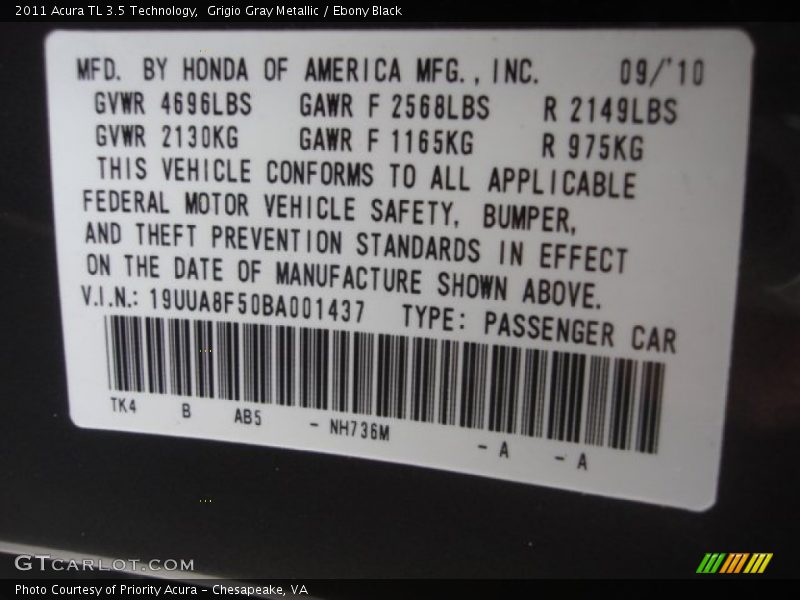 2011 Acura TL 3.5 Technology,  Grigio Gray Metallic / Ebony Black
MFD. BY HONDA OF AMERICA MFG., INC. 09/'10
GVWR 4696LBS GAWR F 2568LBS R 2149LBS
GVWR 2130KG GAWR F 1165KG R 975KG
THIS VEHICLE CONFORMS TO ALL APPLICABLE
FEDERAL MOTOR VEHICLE SAFETY, BUMPER,
AND THEFT PREVENTION STANDARDS IN EFFECT
ON THE DATE OF MANUFACTURE SHOWN ABOVE.
V.I.N.: 19UUA8F50BA001437 TYPE: PASSENGER CAR
TK4 B AB5 - NH736M - A - A
GTCARLOT.COM
Photo Courtesy of Priority Acura - Chesapeake, VA